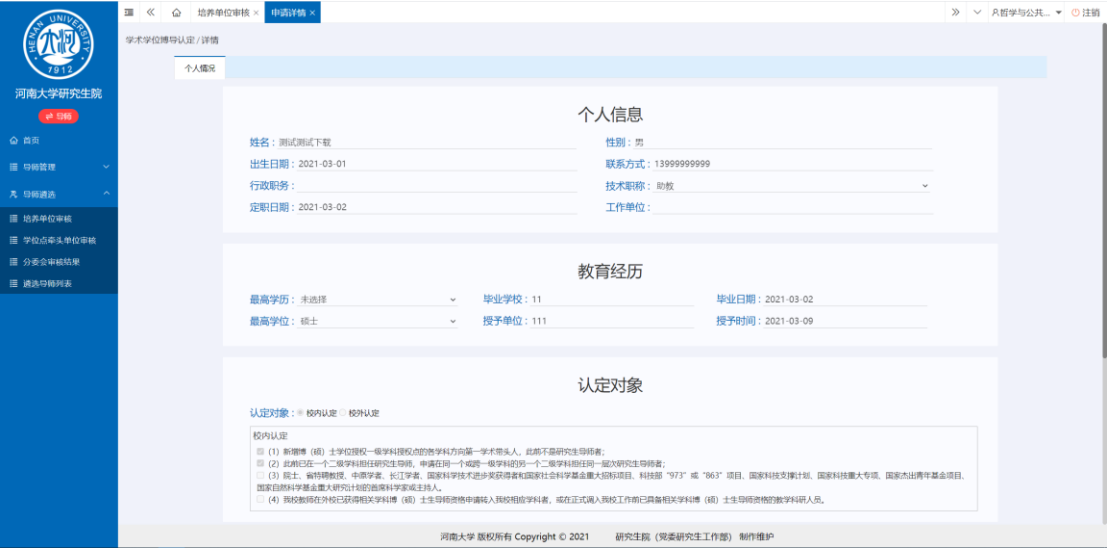 HENAN UNIVERSITY
1912
河南大学研究生院
导师
首页
导师管理
导师遴选
培养单位审核
学位点牵头单位审核
分委会审核结果
遴选导师列表
培养单位审核 ×
申请详情 ×
哲学与公共...
注销
学术学位博导认定 / 详情
个人情况
个人信息
姓名：测试测试下载 性别：男
出生日期：2021-03-01 联系方式：13999999999
行政职务： 技术职称：助教
定职日期：2021-03-02 工作单位：
教育经历
最高学历：未选择 毕业学校：11 毕业日期：2021-03-02
最高学位：硕士 授予单位：111 授予时间：2021-03-09
认定对象
认定对象： 校内认定 校外认定
校内认定
（1）新增博（硕）士学位授权一级学科授权点的各学科方向第一学术带头人，此前不是研究生导师者；
（2）此前已在一个二级学科担任研究生导师，申请在同一个或跨一级学科的另一个二级学科担任同一层次研究生导师者；
（3）院士、省特聘教授、中原学者、长江学者、国家科学技术进步奖获得者和国家社会科学基金重大招标项目、科技部“973”或“863”项目、国家科技支撑计划、国家科技重大专项、国家杰出青年基金项目、
国家自然科学基金重大研究计划的首席科学家或主持人。
（4）我校教师在外校已获得相关学科博（硕）士生导师资格申请转入我校相应学科者，或在正式调入我校工作前已具备相关学科博（硕）士生导师资格的教学科研人员。
河南大学 版权所有 Copyright © 2021 研究生院（党委研究生工作部） 制作维护